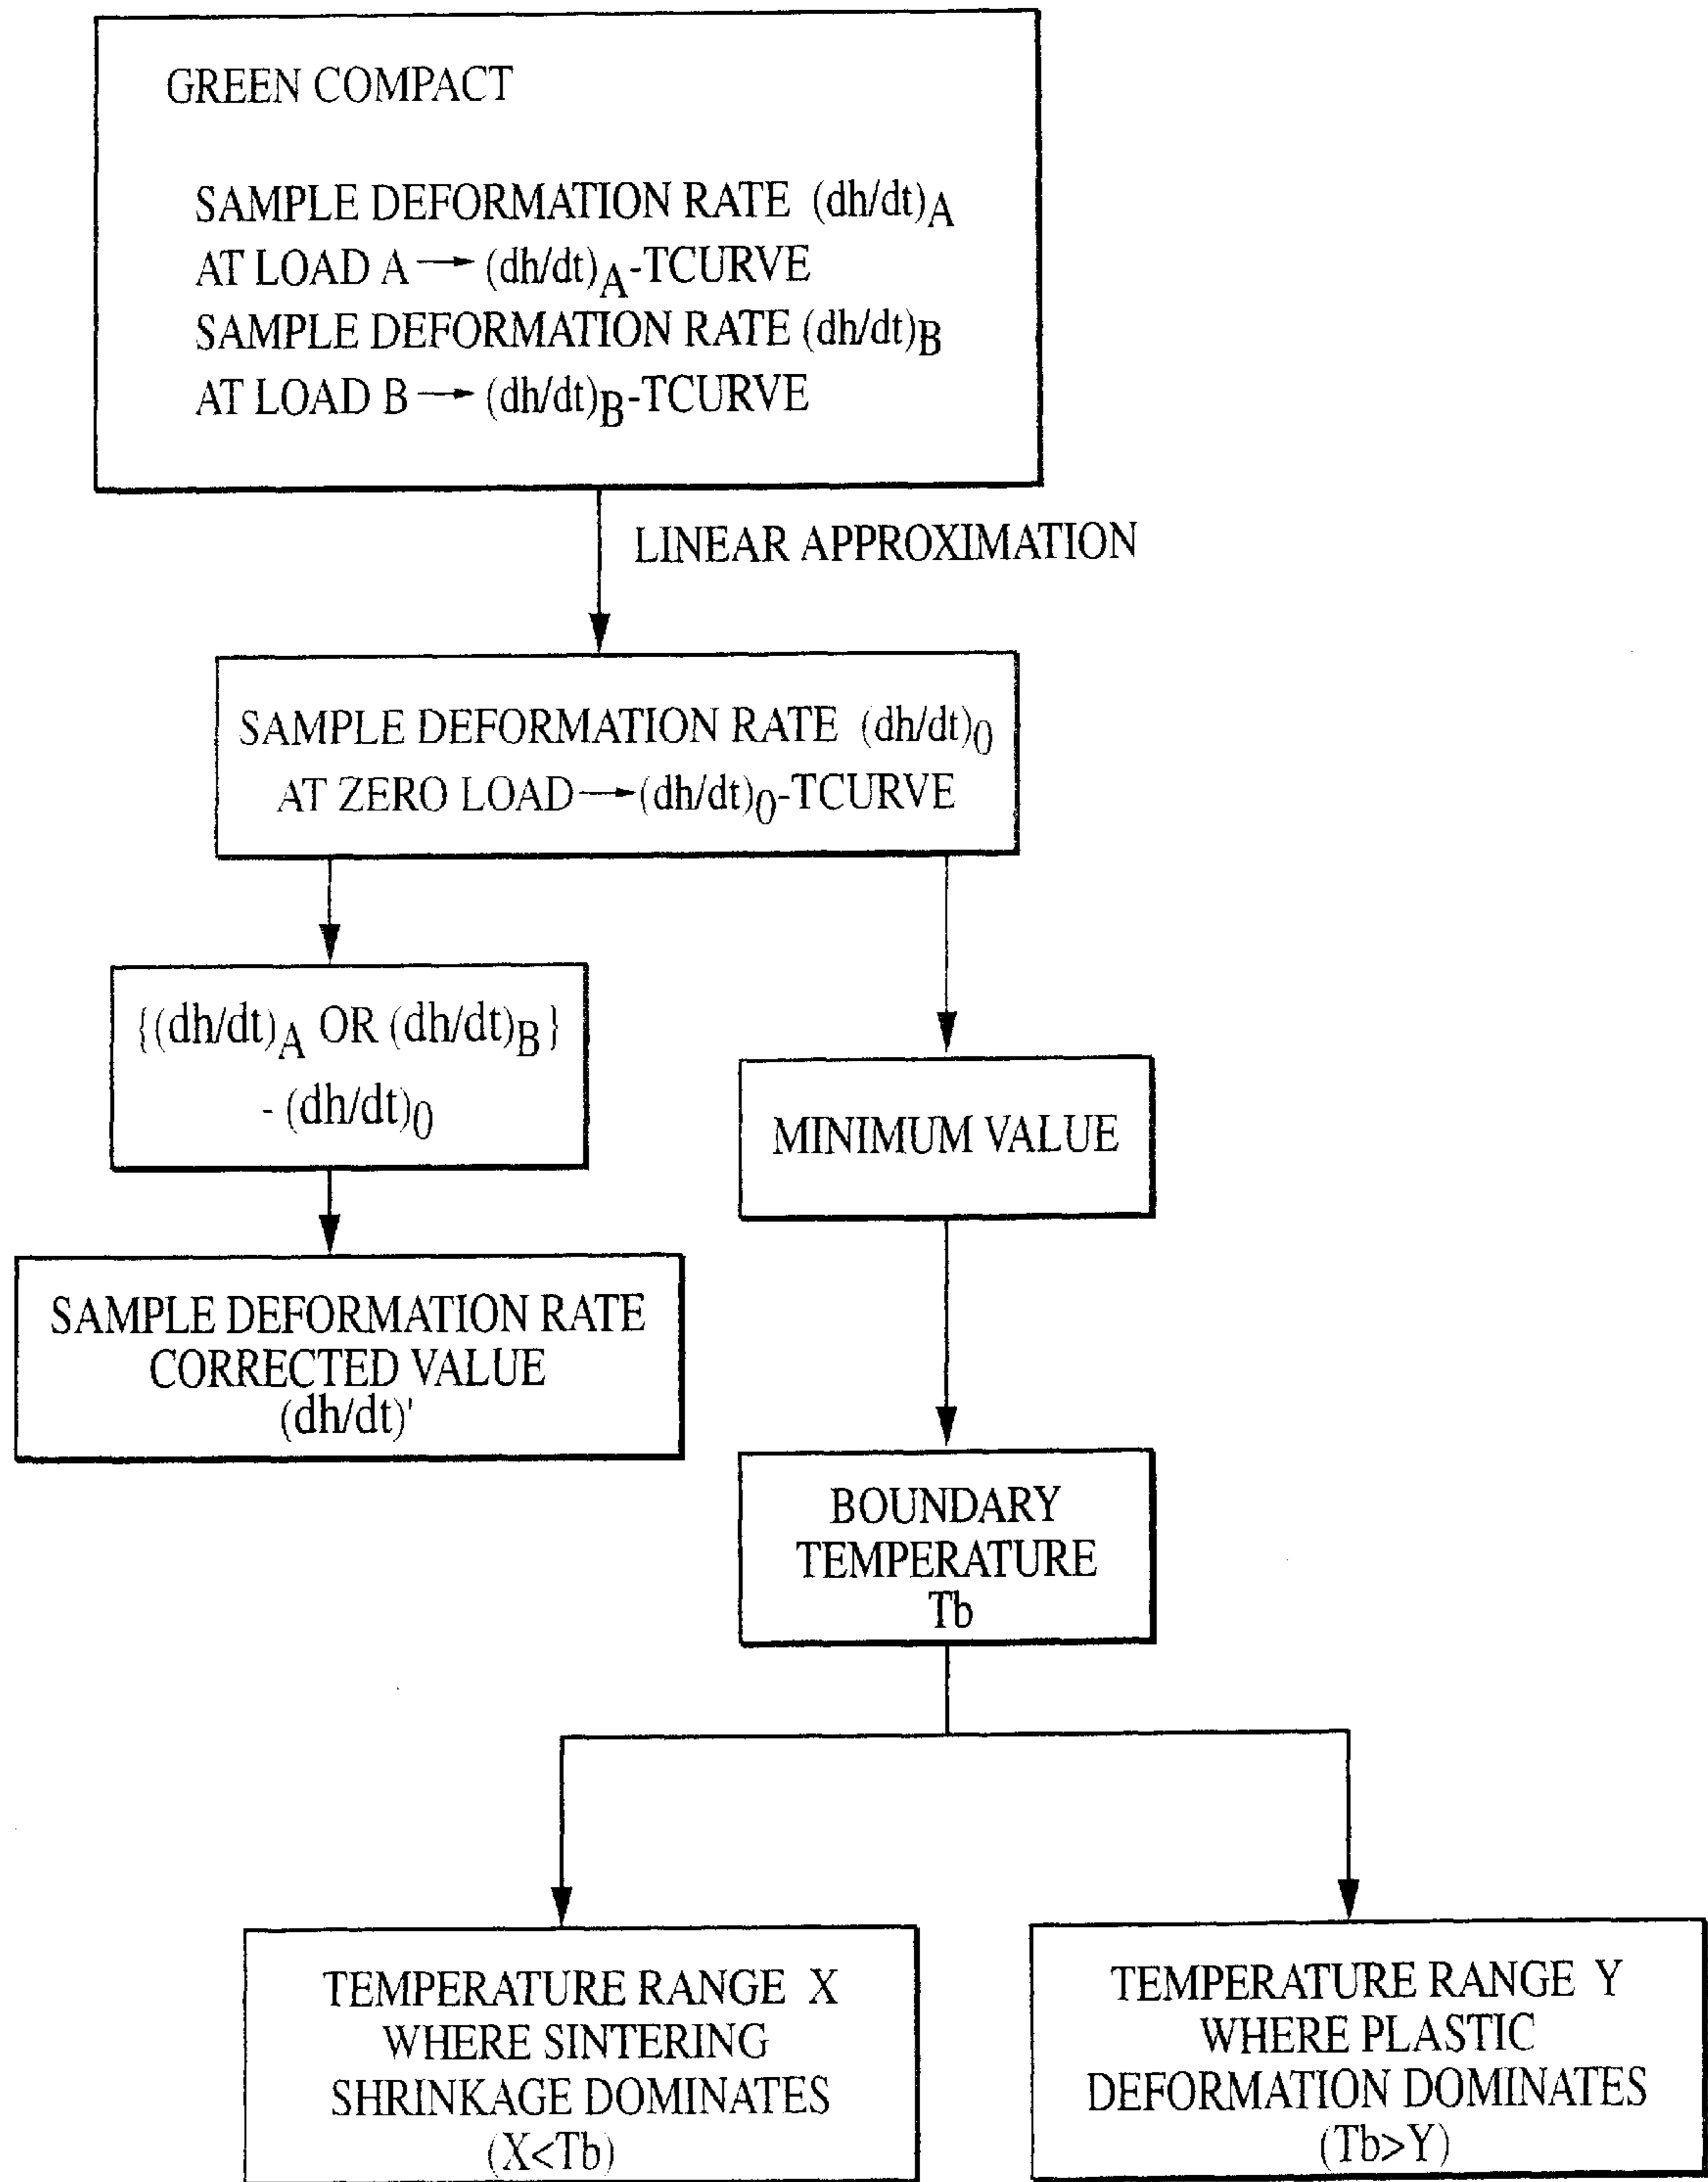 GREEN COMPACT
SAMPLE DEFORMATION RATE (dh/dt)A
AT LOAD A → (dh/dt)A-TCURVE
SAMPLE DEFORMATION RATE (dh/dt)B
AT LOAD B → (dh/dt)B-TCURVE
LINEAR APPROXIMATION
SAMPLE DEFORMATION RATE (dh/dt)0
AT ZERO LOAD → (dh/dt)0-TCURVE
{(dh/dt)A OR (dh/dt)B}
- (dh/dt)0
MINIMUM VALUE
SAMPLE DEFORMATION RATE
CORRECTED VALUE
(dh/dt)'
BOUNDARY
TEMPERATURE
Tb
TEMPERATURE RANGE X
WHERE SINTERING
SHRINKAGE DOMINATES
(X<Tb)
TEMPERATURE RANGE Y
WHERE PLASTIC
DEFORMATION DOMINATES
(Tb>Y)